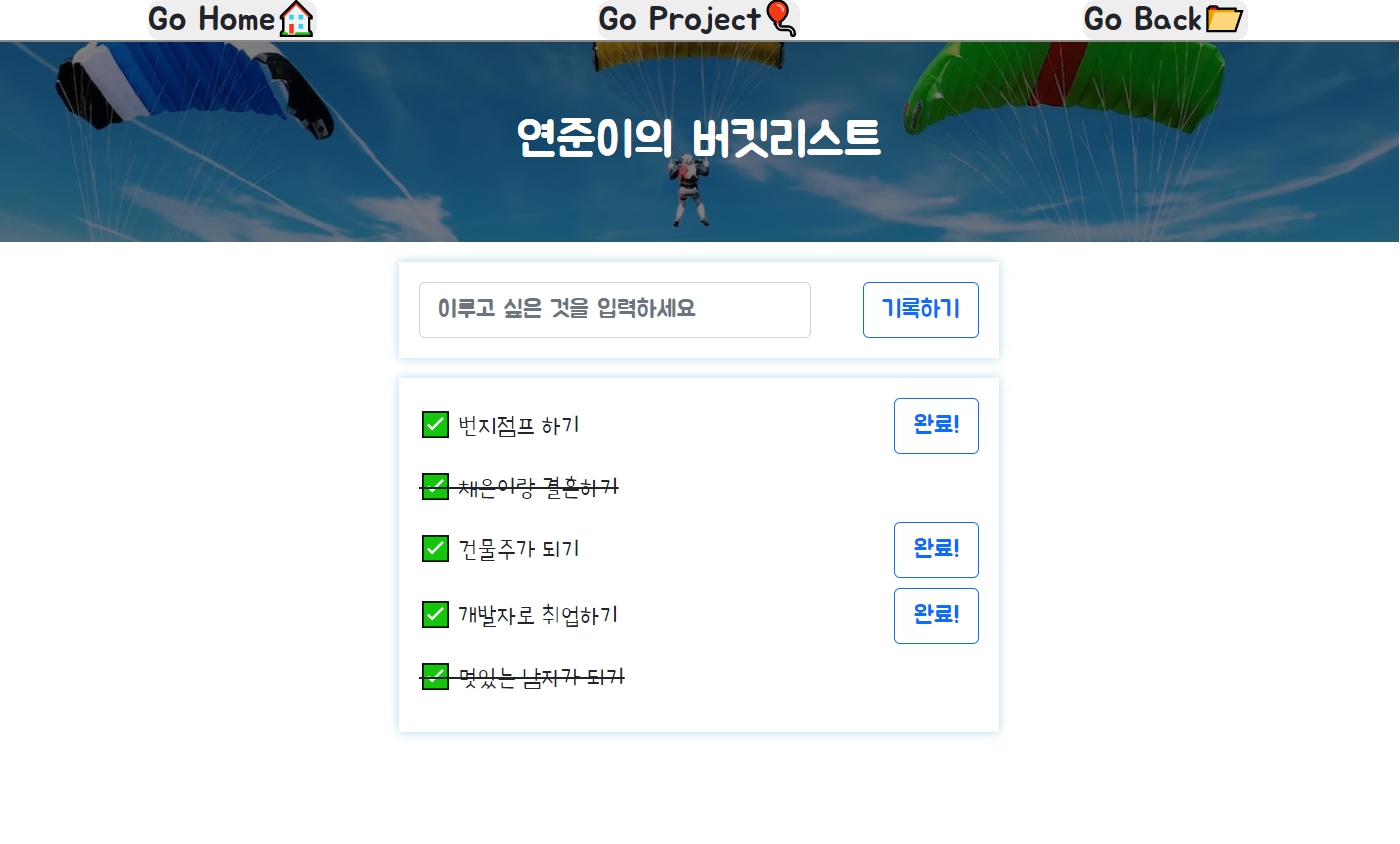 Go Home
Go Project
Go Back
연준이의 버킷리스트
이루고 싶은 것을 입력하세요
기록하기
번지점프 하기
완료!
채은이랑 결혼하기
건물주가 되기
완료!
개발자로 취업하기
완료!
멋있는 남자가 되기